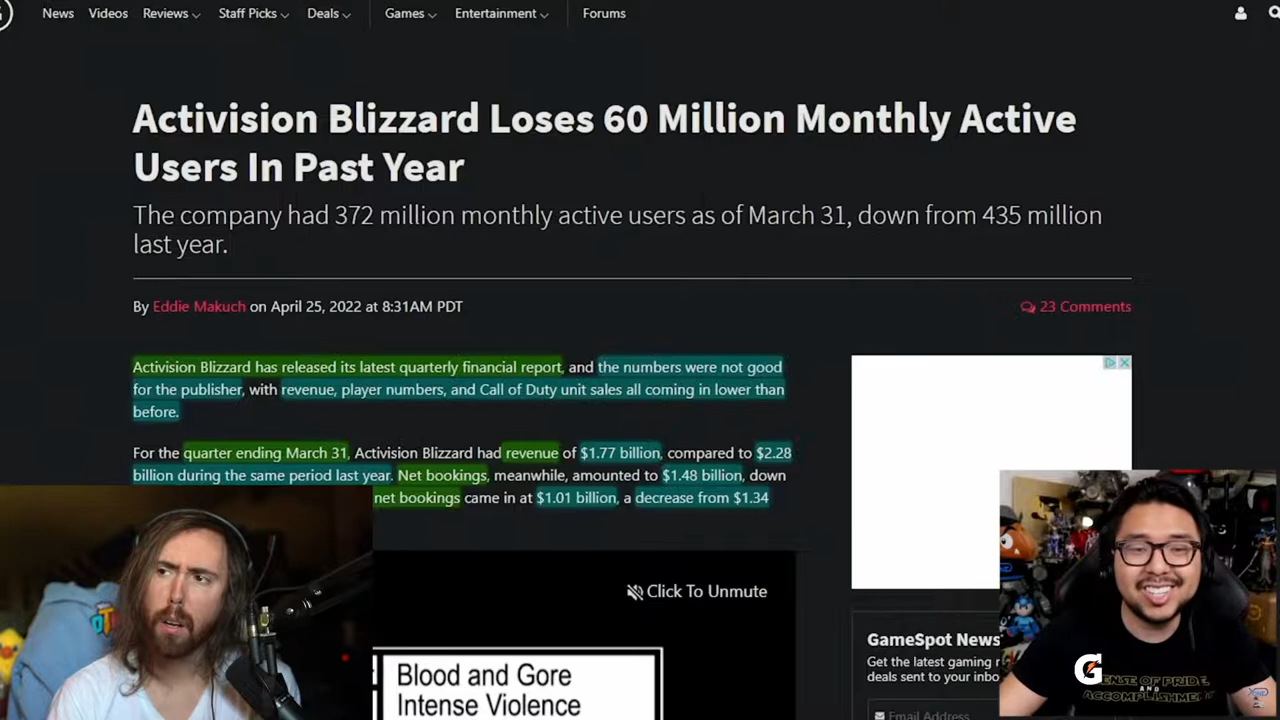 News Videos Reviews Staff Picks Deals Games Entertainment Forums
Activision Blizzard Loses 60 Million Monthly Active
Users In Past Year
The company had 372 million monthly active users as of March 31, down from 435 million
last year.
By Eddie Makuch on April 25, 2022 at 8:31AM PDT
23 Comments
Activision Blizzard has released its latest quarterly financial report, and the numbers were not good
for the publisher, with revenue, player numbers, and Call of Duty unit sales all coming in lower than
before.
For the quarter ending March 31, Activision Blizzard had revenue of $1.77 billion, compared to $2.28
billion during the same period last year. Net bookings, meanwhile, amounted to $1.48 billion, down
net bookings came in at $1.01 billion, a decrease from $1.34
Click To Unmute
Blood and Gore
Intense Violence
GameSpot News
Get the latest gaming
deals sent to your inbo
Email Address
G
ENSE OF PRIDE
AND
ACCOMPLISHMEN